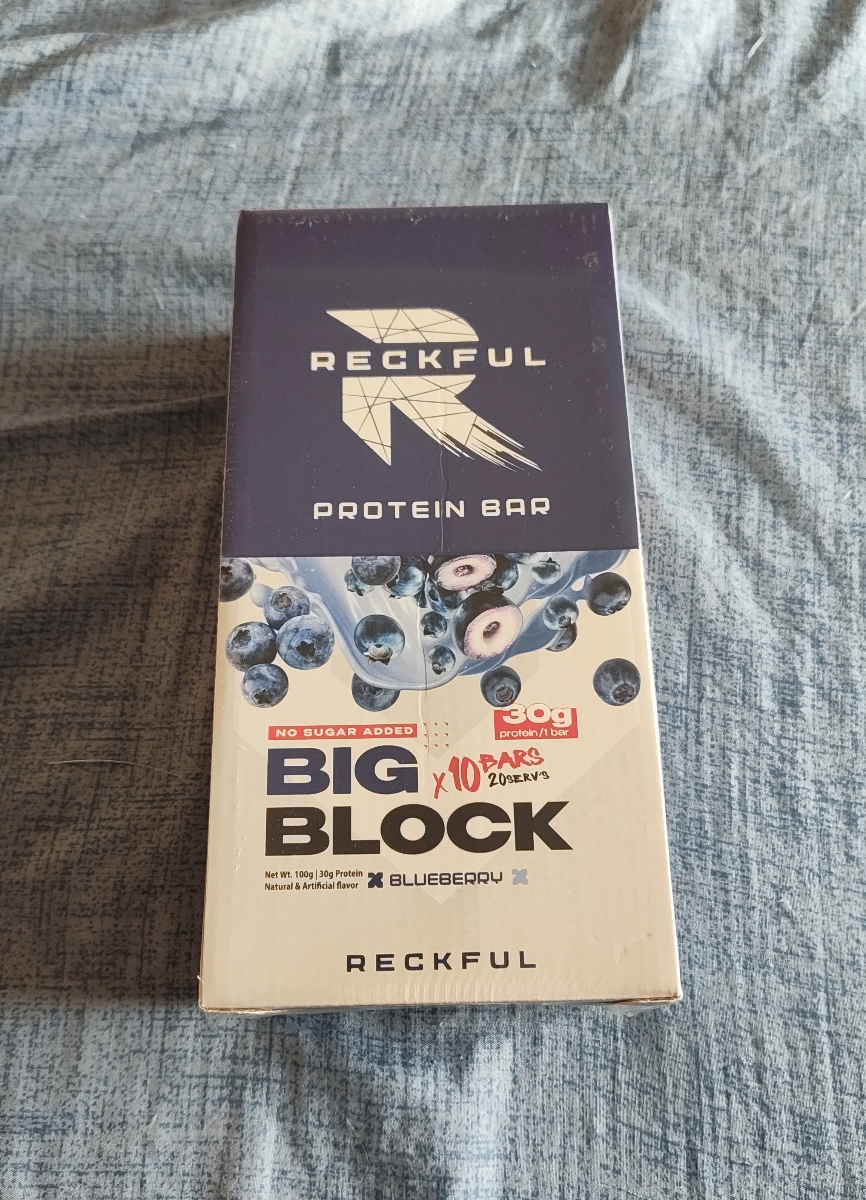 RECKFUL
PROTEIN BAR
NO SUGAR ADDED
30g
protein/1 bar
BIG
x10 BARS
20SERV'S
BLOCK
Net Wt. 100g | 30g Protein
Natural & Artificial flavor
BLUEBERRY
RECKFUL